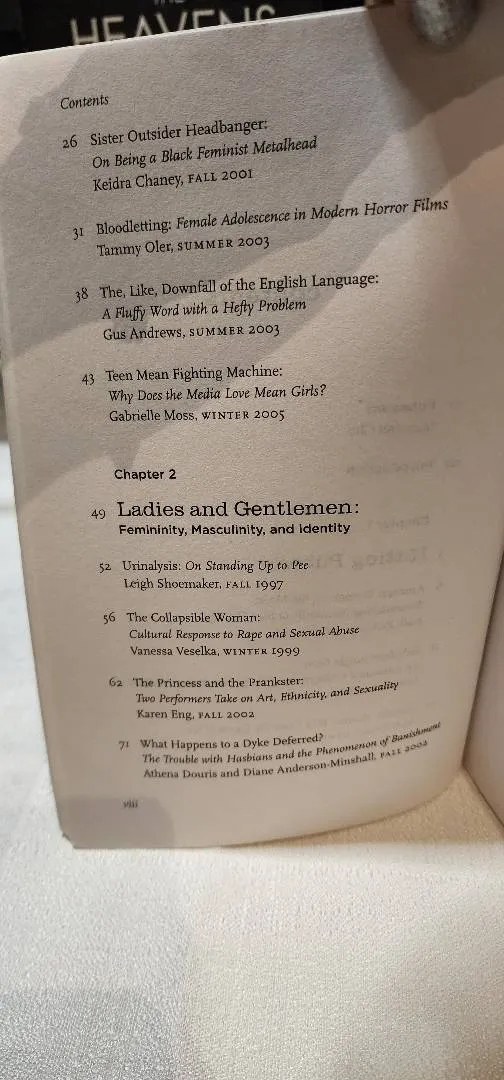 HEAVENS
Contents
26 Sister Outsider Headbanger:
On Being a Black Feminist Metalhead
Keidra Chaney, FALL 2001
31 Bloodletting: Female Adolescence in Modern Horror Films
Tammy Oler, SUMMER 2003
38 The, Like, Downfall of the English Language:
A Fluffy Word with a Hefty Problem
Gus Andrews, SUMMER 2003
43 Teen Mean Fighting Machine:
Why Does the Media Love Mean Girls?
Gabrielle Moss, WINTER 2005
Chapter 2
49 Ladies and Gentlemen:
Femininity, Masculinity, and Identity
52 Urinalysis: On Standing Up to Pee
Leigh Shoemaker, FALL 1997
56 The Collapsible Woman:
Cultural Response to Rape and Sexual Abuse
Vanessa Veselka, WINTER 1999
62 The Princess and the Prankster:
Two Performers Take on Art, Ethnicity, and Sexuality
Karen Eng, FALL 2002
71 What Happens to a Dyke Deferred?
The Trouble with Hasbians and the Phenomenon of Banishment
Athena Douris and Diane Anderson-Minshall, FALL 2002
viii